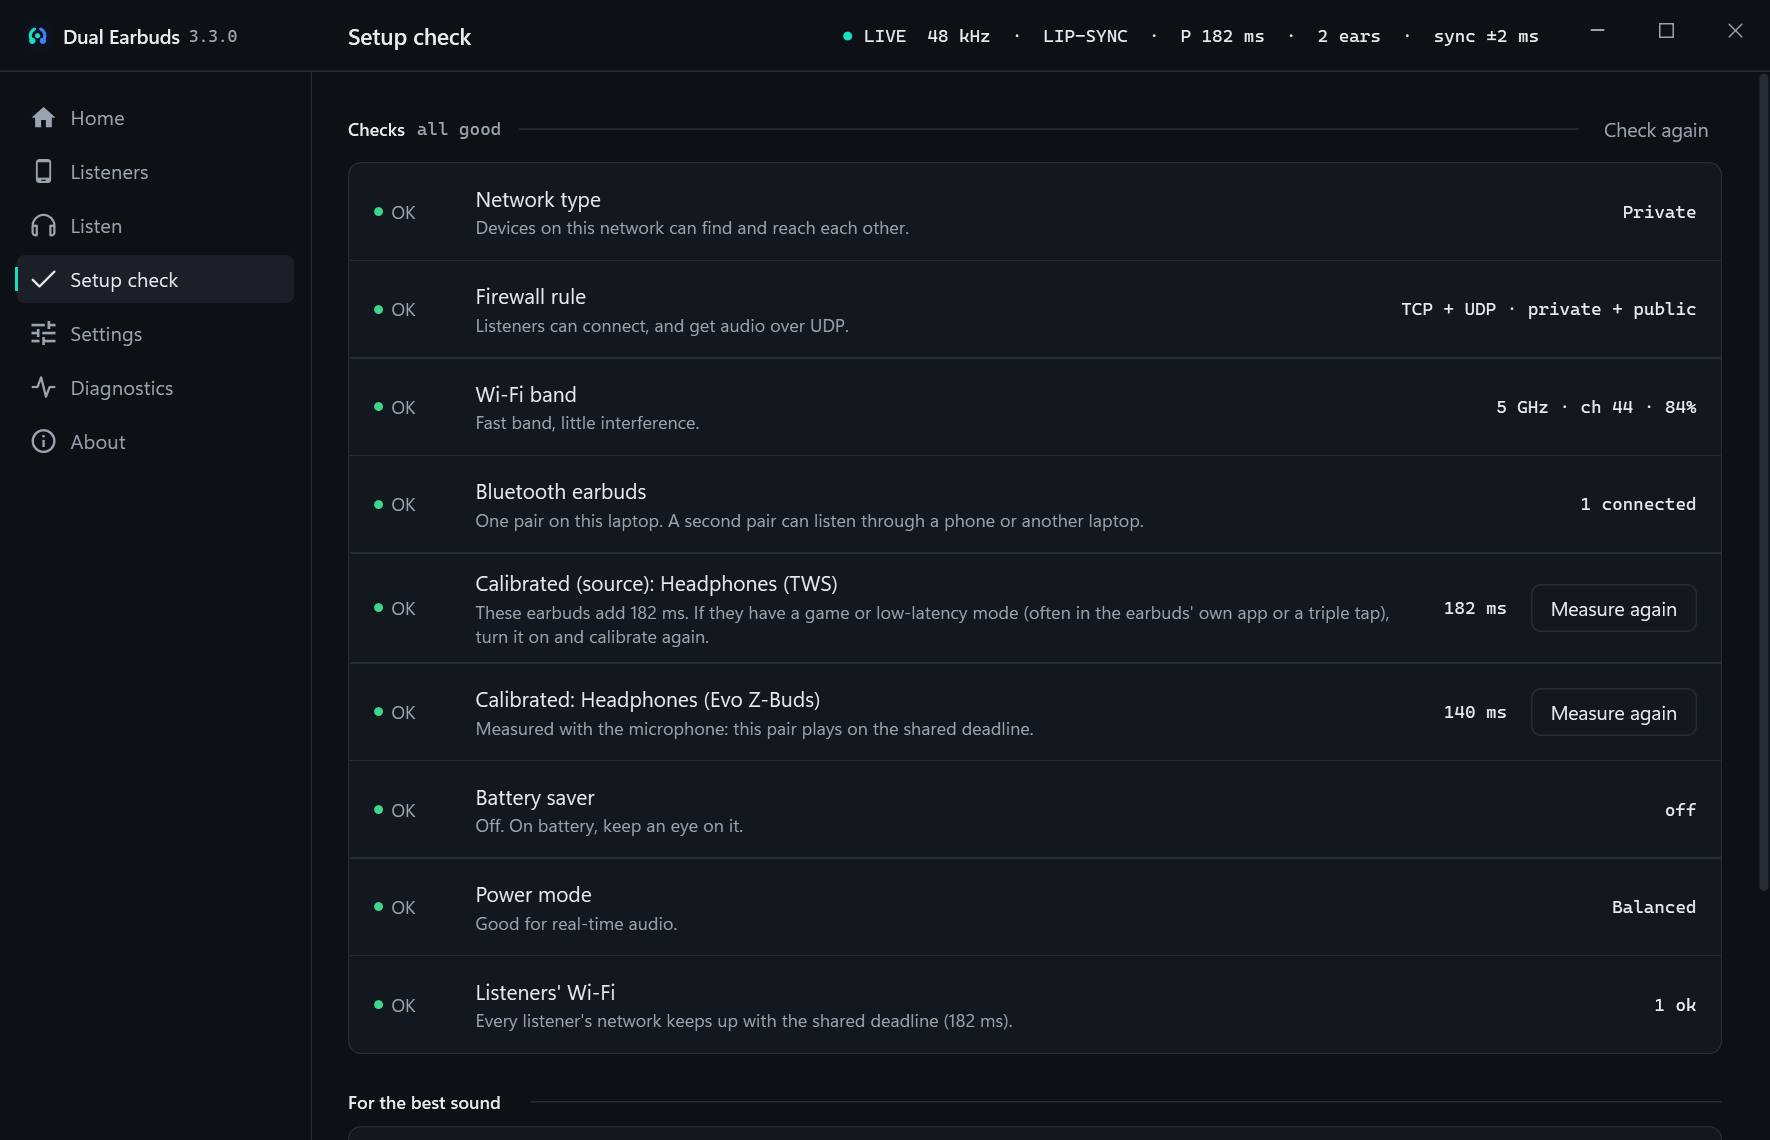 Dual Earbuds 3.3.0
Setup check
LIVE 48 kHz · LIP-SYNC · P 182 ms · 2 ears · sync ±2 ms
Home
Listeners
Listen
Setup check
Settings
Diagnostics
About
Checks all good
Check again
OK
Network type
Devices on this network can find and reach each other.
Private
OK
Firewall rule
Listeners can connect, and get audio over UDP.
TCP + UDP · private + public
OK
Wi-Fi band
Fast band, little interference.
5 GHz · ch 44 · 84%
OK
Bluetooth earbuds
One pair on this laptop. A second pair can listen through a phone or another laptop.
1 connected
OK
Calibrated (source): Headphones (TWS)
These earbuds add 182 ms. If they have a game or low-latency mode (often in the earbuds' own app or a triple tap),
turn it on and calibrate again.
182 ms
Measure again
OK
Calibrated: Headphones (Evo Z-Buds)
Measured with the microphone: this pair plays on the shared deadline.
140 ms
Measure again
OK
Battery saver
Off. On battery, keep an eye on it.
off
OK
Power mode
Good for real-time audio.
Balanced
OK
Listeners' Wi-Fi
Every listener's network keeps up with the shared deadline (182 ms).
1 ok
For the best sound